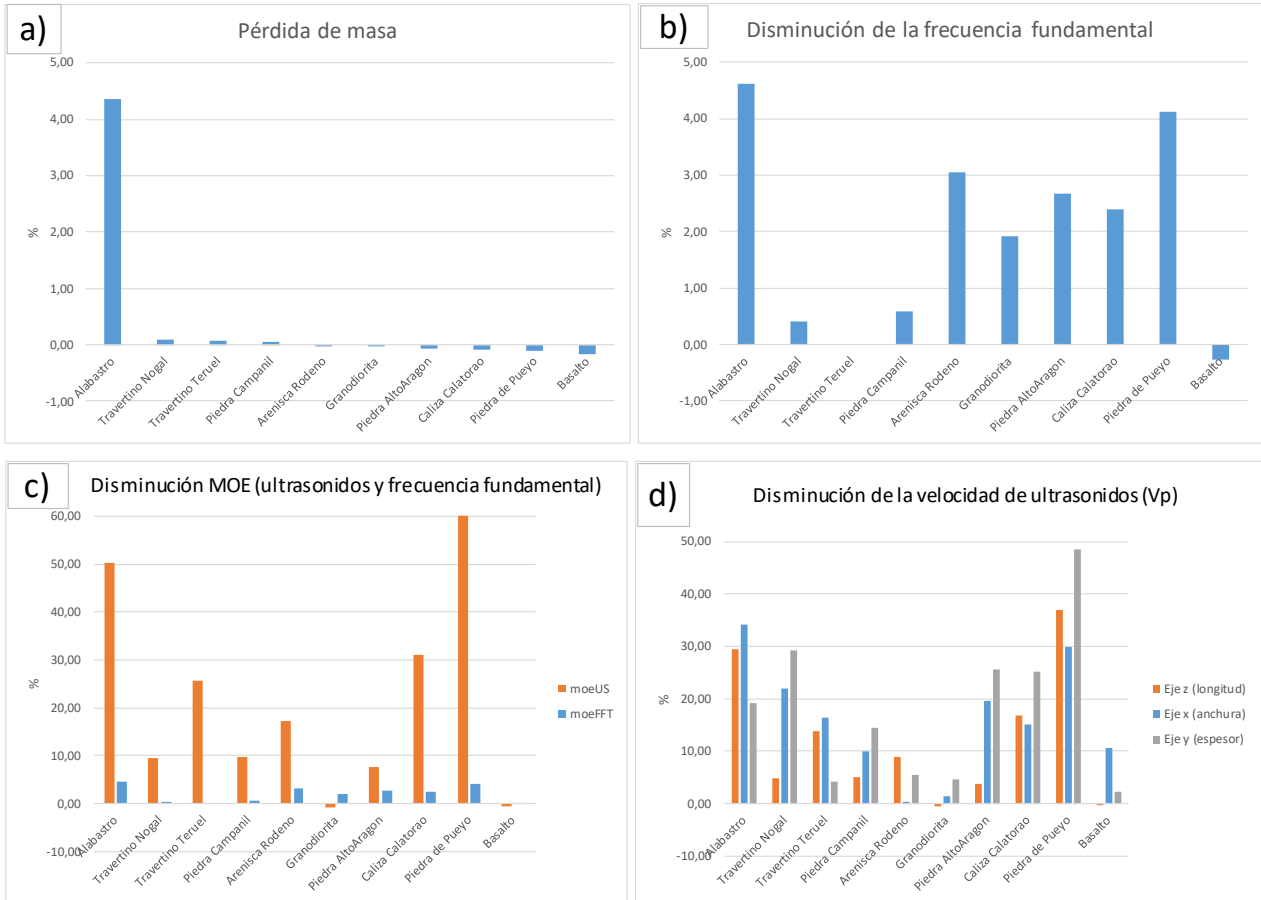 a)
Pérdida de masa
5,00
4,00
3,00
2,00
1,00
0,00
-1,00
%
Alabastro
Travertino Nogal
Travertino Teruel
Piedra Campanil
Arenisca Rodeno
Granodiorita
Piedra AltoAragon
Caliza Calatorao
Piedra de Pueyo
Basalto
b)
Disminución de la frecuencia fundamental
5,00
4,00
3,00
2,00
1,00
0,00
-1,00
%
Alabastro
Travertino Nogal
Travertino Teruel
Piedra Campanil
Arenisca Rodeno
Granodiorita
Piedra AltoAragon
Caliza Calatorao
Piedra de Pueyo
Basalto
c)
Disminución MOE (ultrasonidos y frecuencia fundamental)
60,00
50,00
40,00
30,00
20,00
10,00
0,00
-10,00
%
Alabastro
Travertino Nogal
Travertino Teruel
Piedra Campanil
Arenisca Rodeno
Granodiorita
Piedra AltoAragon
Caliza Calatorao
Piedra de Pueyo
Basalto
moeUS
moeFFT
d)
Disminución de la velocidad de ultrasonidos (Vp)
50,00
40,00
30,00
20,00
10,00
0,00
-10,00
%
Alabastro
Travertino Nogal
Travertino Teruel
Piedra Campanil
Arenisca Rodeno
Granodiorita
Piedra AltoAragon
Caliza Calatorao
Piedra de Pueyo
Basalto
Eje z (longitud)
Eje x (anchura)
Eje y (espesor)